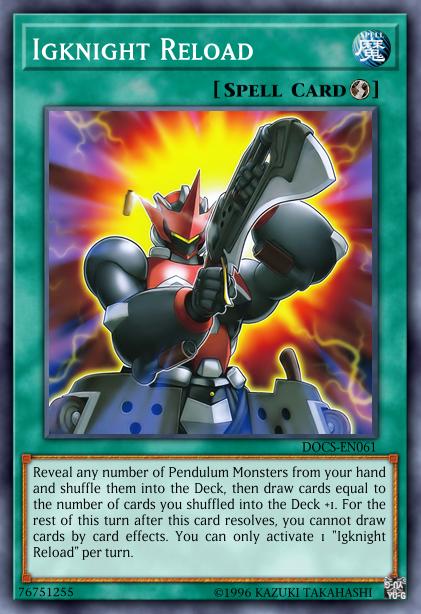 Igknight Reload
SPELL
魔
[Spell Card]
DOCS-EN061
Reveal any number of Pendulum Monsters from your hand
and shuffle them into the Deck, then draw cards equal to
the number of cards you shuffled into the Deck +1. For the
rest of this turn after this card resolves, you cannot draw
cards by card effects. You can only activate 1 "Igknight
Reload" per turn.
76751255
©1996 KAZUKI TAKAHASHI